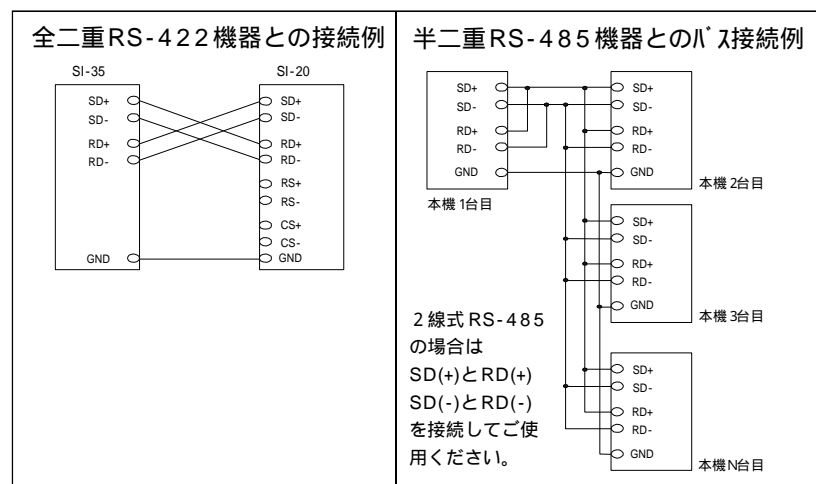 全二重RS-422機器との接続例
SI-35
SI-20
SD+
SD-
RD+
RD-
GND
SD+
SD-
RD+
RD-
RS+
RS-
CS+
CS-
GND
半二重RS-485機器とのバス接続例
SD+
SD-
RD+
RD-
GND
本機1台目
SD+
SD-
RD+
RD-
GND
本機2台目
SD+
SD-
RD+
RD-
GND
本機3台目
SD+
SD-
RD+
RD-
GND
本機N台目
2線式RS-485
の場合は
SD(+)とRD(+)
SD(-)とRD(-)
を接続してご使
用ください。